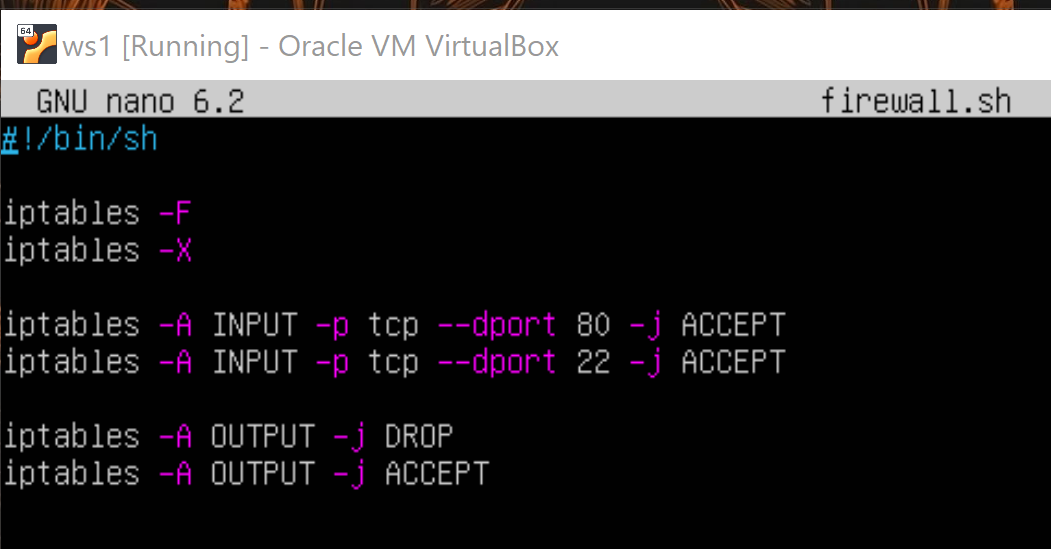 64
ws1 [Running] - Oracle VM VirtualBox
GNU nano 6.2 firewall.sh
#!/bin/sh
iptables -F
iptables -X
iptables -A INPUT -p tcp --dport 80 -j ACCEPT
iptables -A INPUT -p tcp --dport 22 -j ACCEPT
iptables -A OUTPUT -j DROP
iptables -A OUTPUT -j ACCEPT